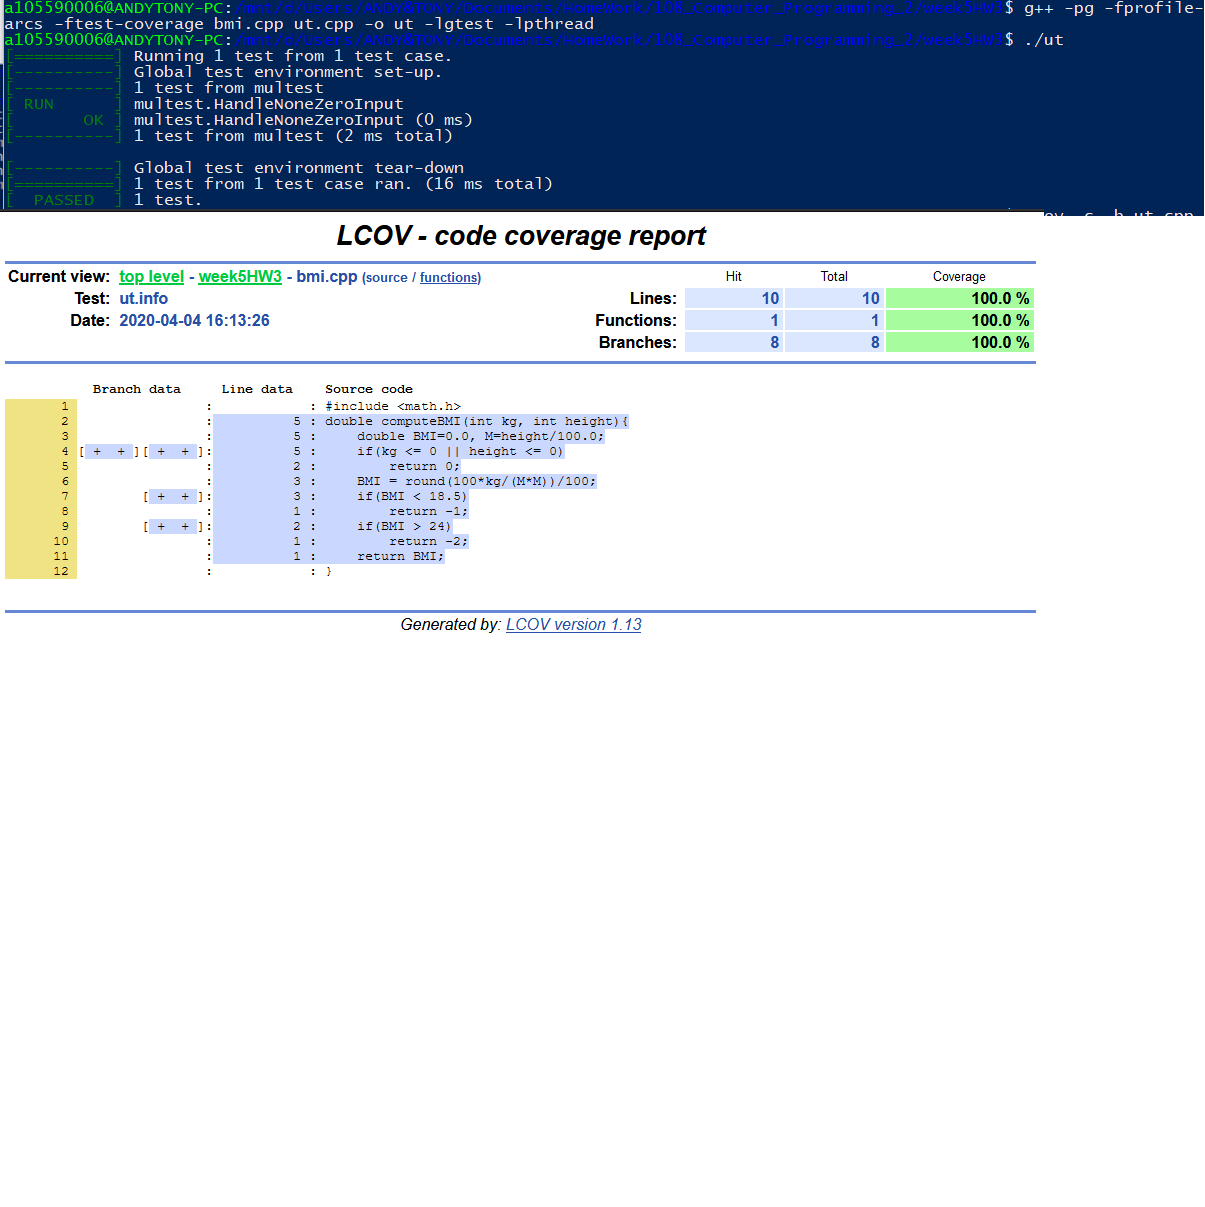 a105590006@ANDYTONY-PC:/mnt/d/Users/ANDY&TONY/Documents/HomeWork/108 Computer Programming 2/week5HW3$ g++ -pg -fprofile-
arcs -ftest-coverage bmi.cpp ut.cpp -o ut -lgtest -lpthread
a105590006@ANDYTONY-PC:/mnt/d/Users/ANDY&TONY/Documents/HomeWork/108 Computer Programming 2/week5HW3$ ./ut
[==========] Running 1 test from 1 test case.
[----------] Global test environment set-up.
[----------] 1 test from multest
[ RUN      ] multest.HandleNoneZeroInput
[       OK ] multest.HandleNoneZeroInput (0 ms)
[----------] 1 test from multest (2 ms total)
[----------] Global test environment tear-down
[==========] 1 test from 1 test case ran. (16 ms total)
[  PASSED  ] 1 test.
LCOV - code coverage report
Current view: top level - week5HW3 - bmi.cpp (source / functions) Hit Total Coverage
Test: ut.info Lines: 10 10 100.0 %
Date: 2020-04-04 16:13:26 Functions: 1 1 100.0 %
Branches: 8 8 100.0 %
Branch data Line data Source code
1 : : #include <math.h>
2 : 5 : double computeBMI(int kg, int height){
3 : 5 : double BMI=0.0, M=height/100.0;
4 [ + + ][ + + ]: 5 : if(kg <= 0 || height <= 0)
5 : 2 : return 0;
6 : 3 : BMI = round(100*kg/(M*M))/100;
7 [ + + ]: 3 : if(BMI < 18.5)
8 : 1 : return -1;
9 [ + + ]: 2 : if(BMI > 24)
10 : 1 : return -2;
11 : 1 : return BMI;
12 : : }
Generated by: LCOV version 1.13